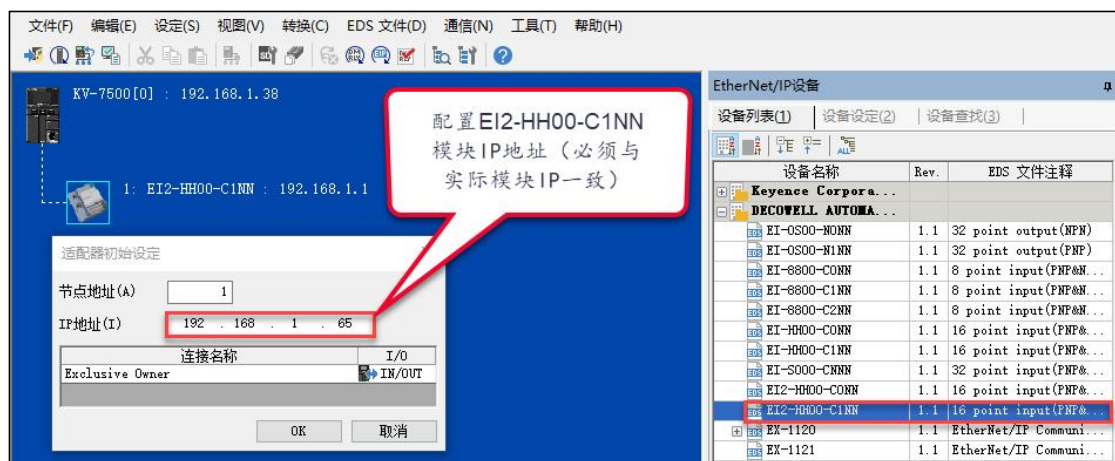 文件(F) 编辑(E) 设定(S) 视图(V) 转换(C) EDS 文件(D) 通信(N) 工具(T) 帮助(H)
KV-7500[0] : 192.168.1.38
1: EI2-HH00-C1NN : 192.168.1.1
配置EI2-HH00-C1NN
模块IP地址（必须与
实际模块IP一致）
适配器初始设定
节点地址(A) 1
IP地址(I) 192 . 168 . 1 . 65
连接名称 I/O
Exclusive Owner IN/OUT
OK 取消
EtherNet/IP设备
设备列表(1) 设备设定(2) 设备查找(3)
设备名称 Rev. EDS 文件注释
Keyence Corpora...
DECOWELL AUTOMA...
EI-OS00-NONN 1.1 32 point output(NPN)
EI-OS00-N1NN 1.1 32 point output(PNP)
EI-8800-C0NN 1.1 8 point input(PNP&N...
EI-8800-C1NN 1.1 8 point input(PNP&N...
EI-8800-C2NN 1.1 8 point input(PNP&N...
EI-HH00-C0NN 1.1 16 point input(PNP&...
EI-HH00-C1NN 1.1 16 point input(PNP&...
EI-S000-CNNN 1.1 32 point input(PNP&...
EI2-HH00-C0NN 1.1 16 point input(PNP&...
EI2-HH00-C1NN 1.1 16 point input(PNP&...
EX-1120 1.1 EtherNet/IP Communi...
EX-1121 1.1 EtherNet/IP Communi...